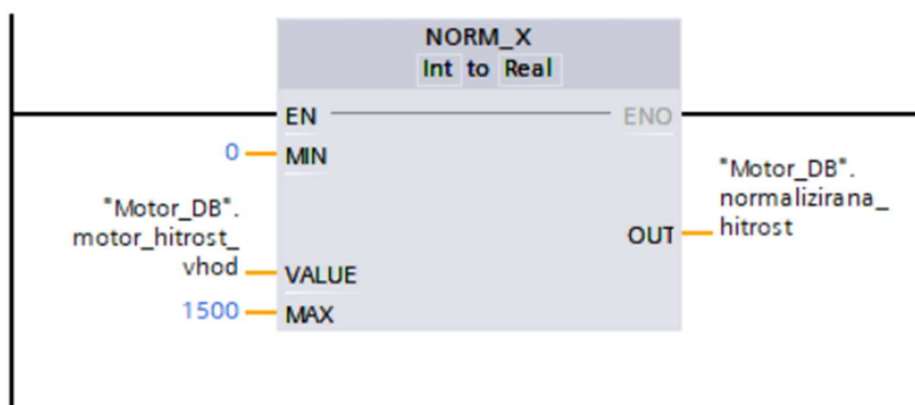 NORM_X
Int to Real
EN
ENO
0
MIN
"Motor_DB".
motor_hitrost_
vhod
VALUE
1500
MAX
OUT
"Motor_DB".
normalizirana_
hitrost